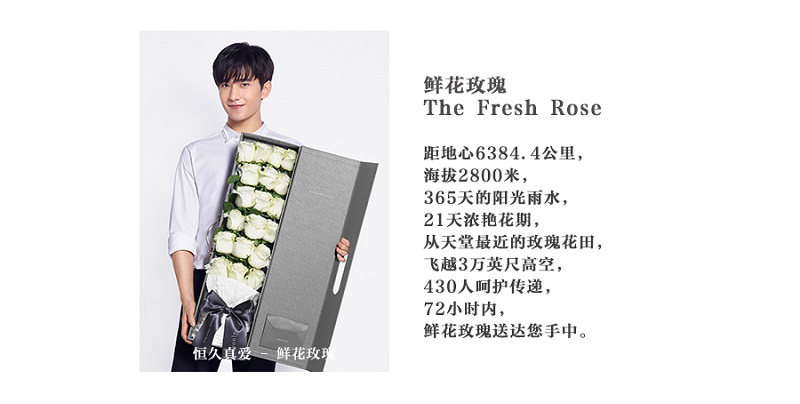 鲜花玫瑰
The Fresh Rose
距地心6384.4公里，
海拔2800米，
365天的阳光雨水，
21天浓艳花期，
从天堂最近的玫瑰花田，
飞越3万英尺高空，
430人呵护传递，
72小时内，
鲜花玫瑰送达您手中。
恒久真爱 - 鲜花玫瑰